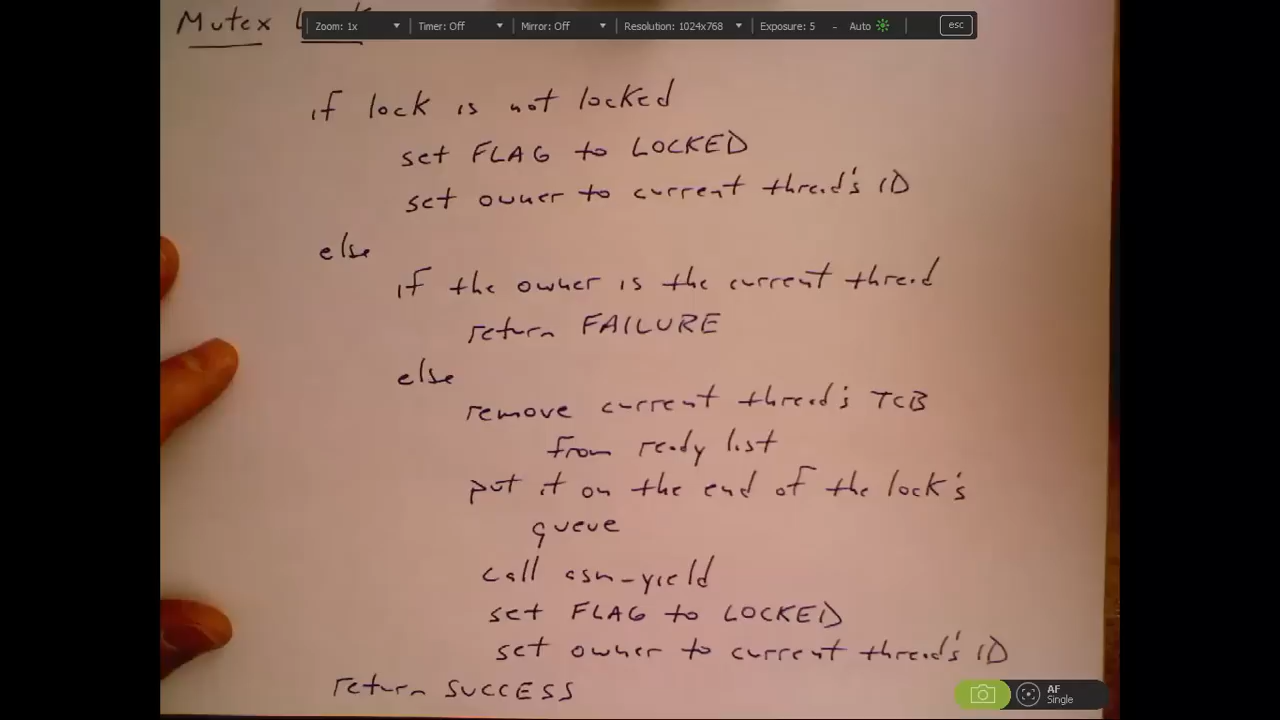 Mutex
Zoom: 1x Timer: Off Mirror: Off Resolution: 1024x768 Exposure: 5 - Auto esc
if lock is not locked
set FLAG to LOCKED
set owner to current thread's ID
else
if the owner is the current thread
return FAILURE
else
remove current thread's TCB
from ready list
put it on the end of the lock's
queue
call asm-yield
set FLAG to LOCKED
set owner to current thread's ID
return SUCCESS
AF
Single